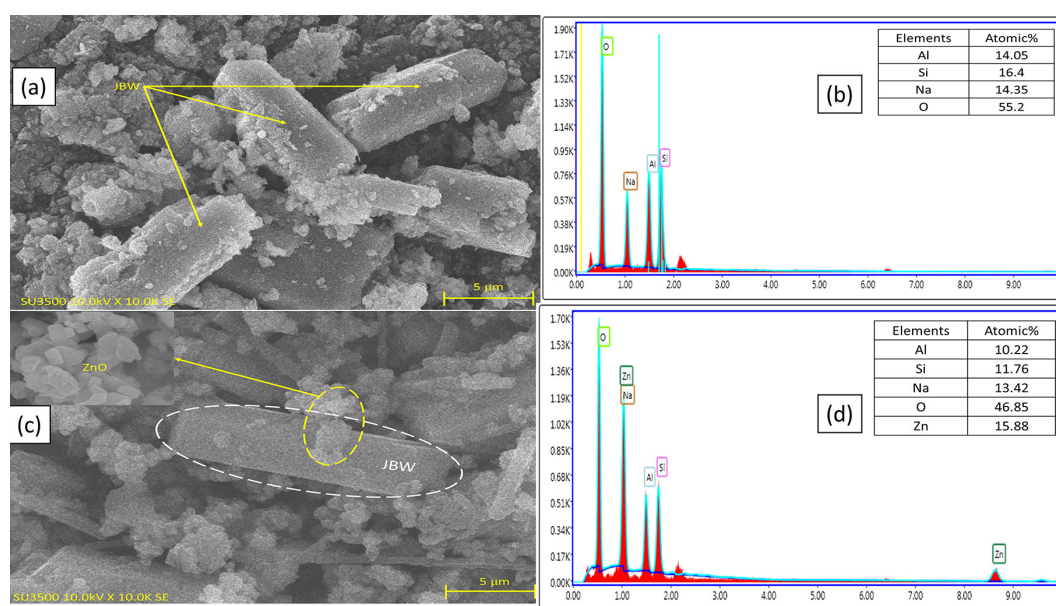 (a)
JBW
SU3500 10.0kV X 10.0K SE
5 µm
(b)
Elements Atomic%
Al 14.05
Si 16.4
Na 14.35
O 55.2
1.90K
1.71K
1.52K
1.33K
1.14K
0.95K
0.76K
0.57K
0.38K
0.19K
0.00K
O
Na
Al
Si
0.00 1.00 2.00 3.00 4.00 5.00 6.00 7.00 8.00 9.00
(c)
ZnO
JBW
SU3500 10.0kV X 10.0K SE
5 µm
(d)
Elements Atomic%
Al 10.22
Si 11.76
Na 13.42
O 46.85
Zn 15.88
1.70K
1.53K
1.36K
1.19K
1.02K
0.85K
0.68K
0.51K
0.34K
0.17K
0.00K
O
Zn
Na
Al
Si
Zn
0.00 1.00 2.00 3.00 4.00 5.00 6.00 7.00 8.00 9.00